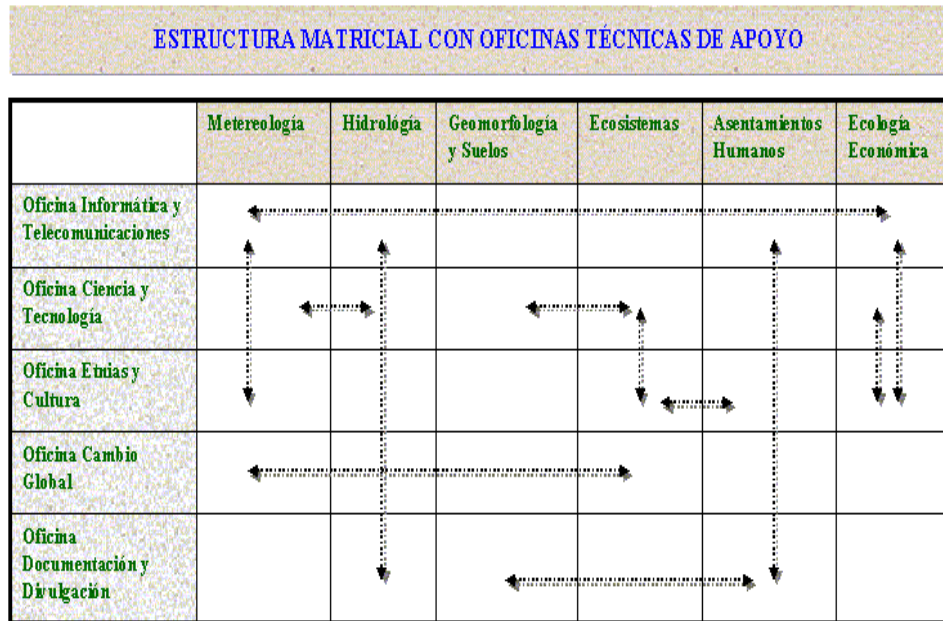 ESTRUCTURA MATRICIAL CON OFICINAS TÉCNICAS DE APOYO
Metereología
Hidrológía
Geomorfología
y Suelos
Ecosistemas
Asentamientos
Humanos
Ecología
Económica
Oficina Informática y
Telecomunicaciones
Oficina Ciencia y
Tecnología
Oficina Etnias y
Cultura
Oficina Cambio
Global
Oficina
Documentación y
Divulgación